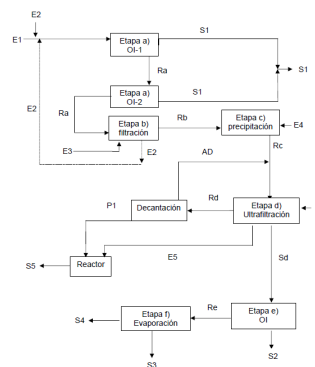 E2
E1
Etapa a)
OI-1
S1
Ra
S1
E2
Ra
Etapa a)
OI-2
S1
Etapa b)
filtración
Rb
Etapa c)
precipitación
E4
E3
E2
Rc
AD
P1
Decantación
Rd
Etapa d)
Ultrafiltración
Reactor
E5
S5
Sd
S4
Etapa f)
Evaporación
Re
Etapa e)
OI
S3
S2